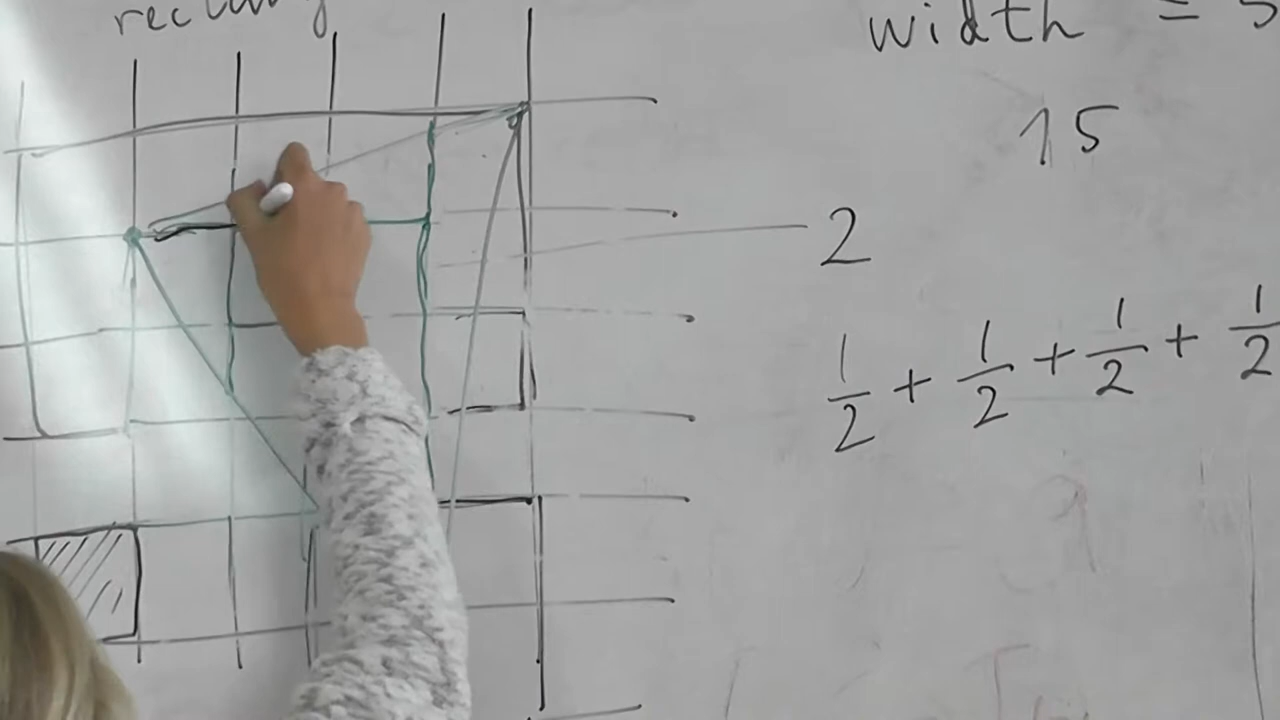 width =
15
2
1/2 + 1/2 + 1/2 + 1/2